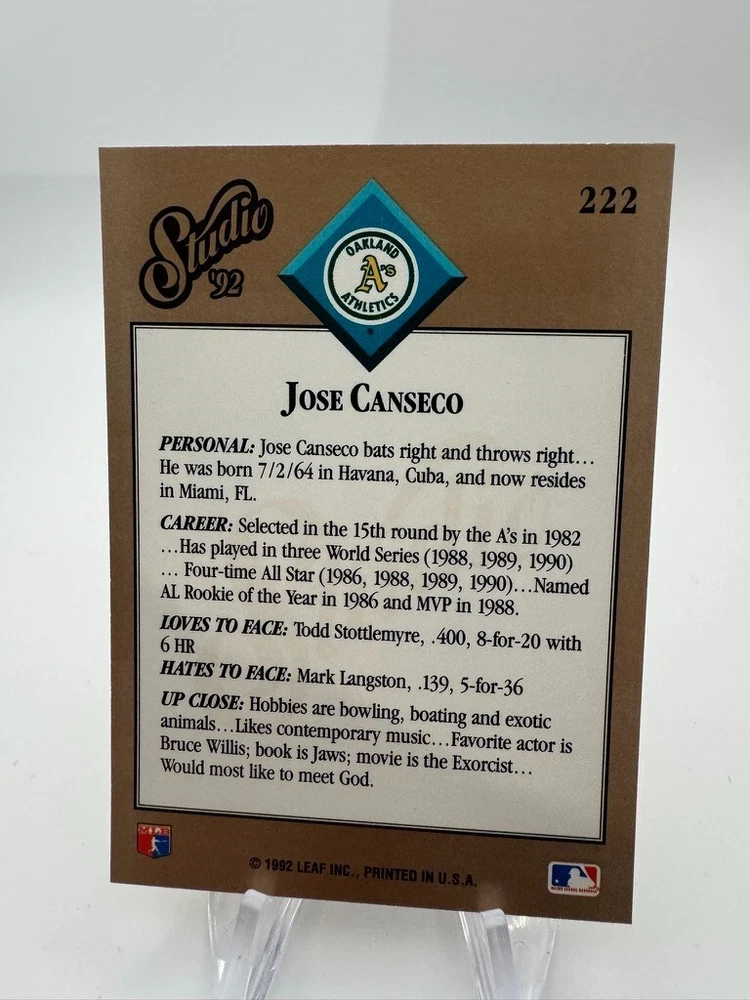 Studio
'92
222
OAKLAND
A's
ATHLETICS
JOSE CANSECO
PERSONAL: Jose Canseco bats right and throws right...
He was born 7/2/64 in Havana, Cuba, and now resides
in Miami, FL.
CAREER: Selected in the 15th round by the A's in 1982
...Has played in three World Series (1988, 1989, 1990)
... Four-time All Star (1986, 1988, 1989, 1990)...Named
AL Rookie of the Year in 1986 and MVP in 1988.
LOVES TO FACE: Todd Stottlemyre, .400, 8-for-20 with
6 HR
HATES TO FACE: Mark Langston, .139, 5-for-36
UP CLOSE: Hobbies are bowling, boating and exotic
animals...Likes contemporary music...Favorite actor is
Bruce Willis; book is Jaws; movie is the Exorcist...
Would most like to meet God.
MLB
© 1992 LEAF INC., PRINTED IN U.S.A.
MAJOR LEAGUE BASEBALL